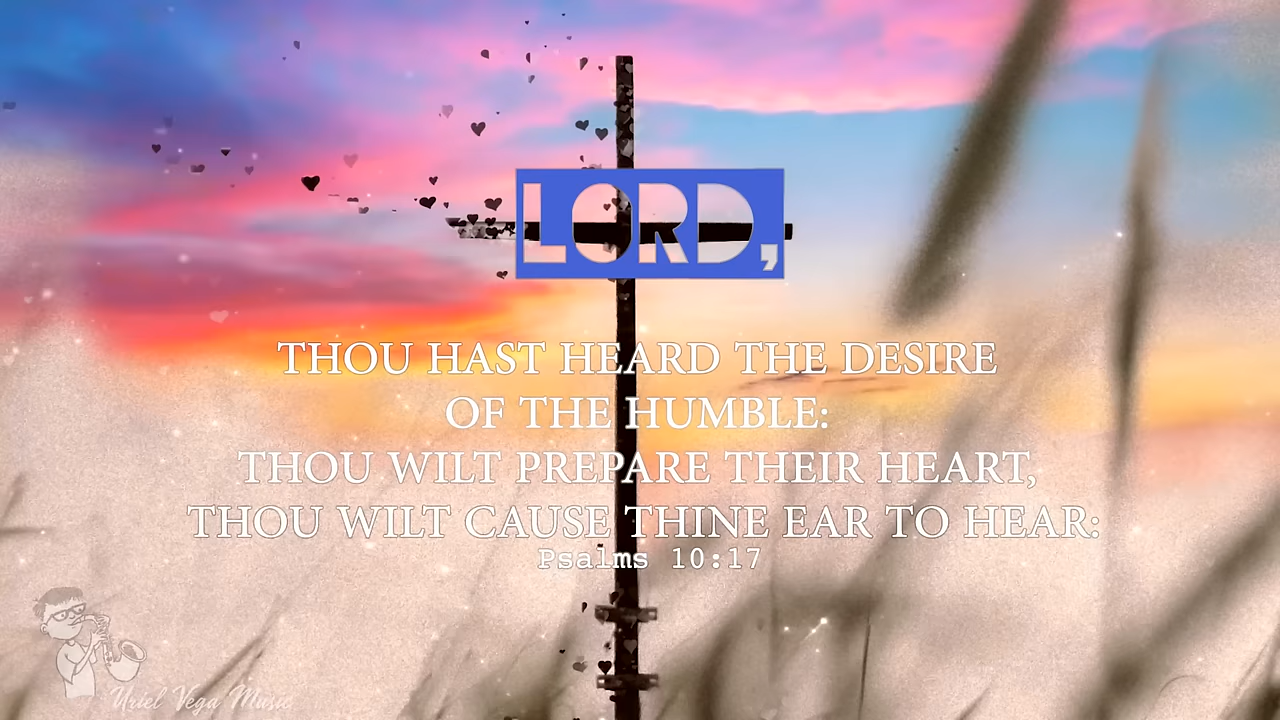 LORD,
THOU HAST HEARD THE DESIRE
OF THE HUMBLE:
THOU WILT PREPARE THEIR HEART,
THOU WILT CAUSE THINE EAR TO HEAR:
Psalms 10:17
Uriel Vega Music